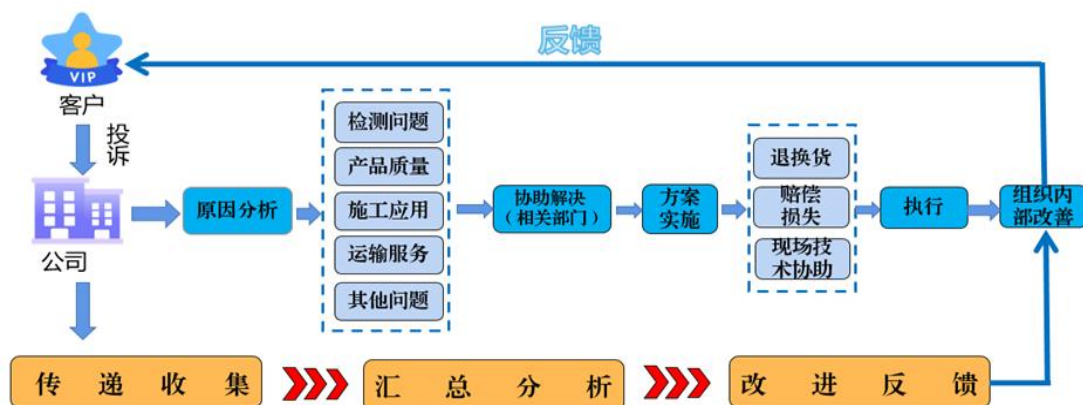 反馈
VIP
客户
投诉
公司
原因分析
检测问题
产品质量
施工应用
运输服务
其他问题
协助解决
（相关部门）
方案
实施
退换货
赔偿
损失
现场技
术协助
执行
组织内
部改善
传递收集
汇总分析
改进反馈